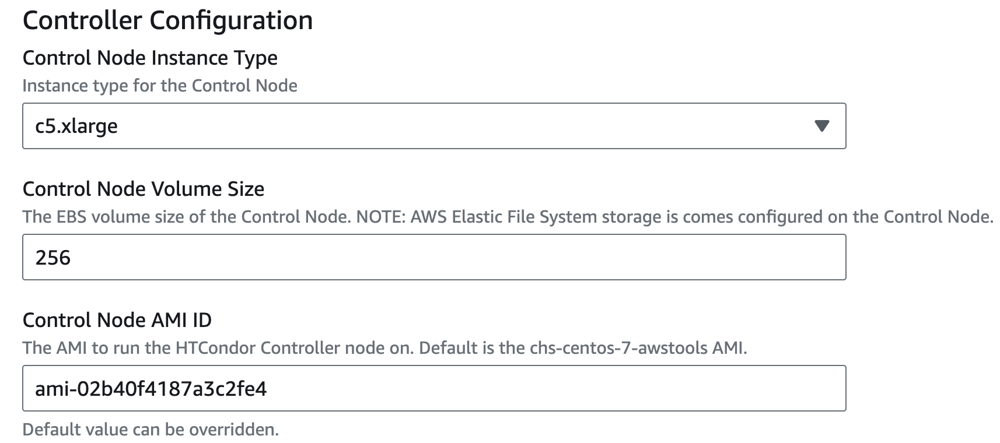 Controller Configuration
Control Node Instance Type
Instance type for the Control Node
c5.xlarge
Control Node Volume Size
The EBS volume size of the Control Node. NOTE: AWS Elastic File System storage is comes configured on the Control Node.
256
Control Node AMI ID
The AMI to run the HTCondor Controller node on. Default is the chs-centos-7-awstools AMI.
ami-02b40f4187a3c2fe4
Default value can be overridden.